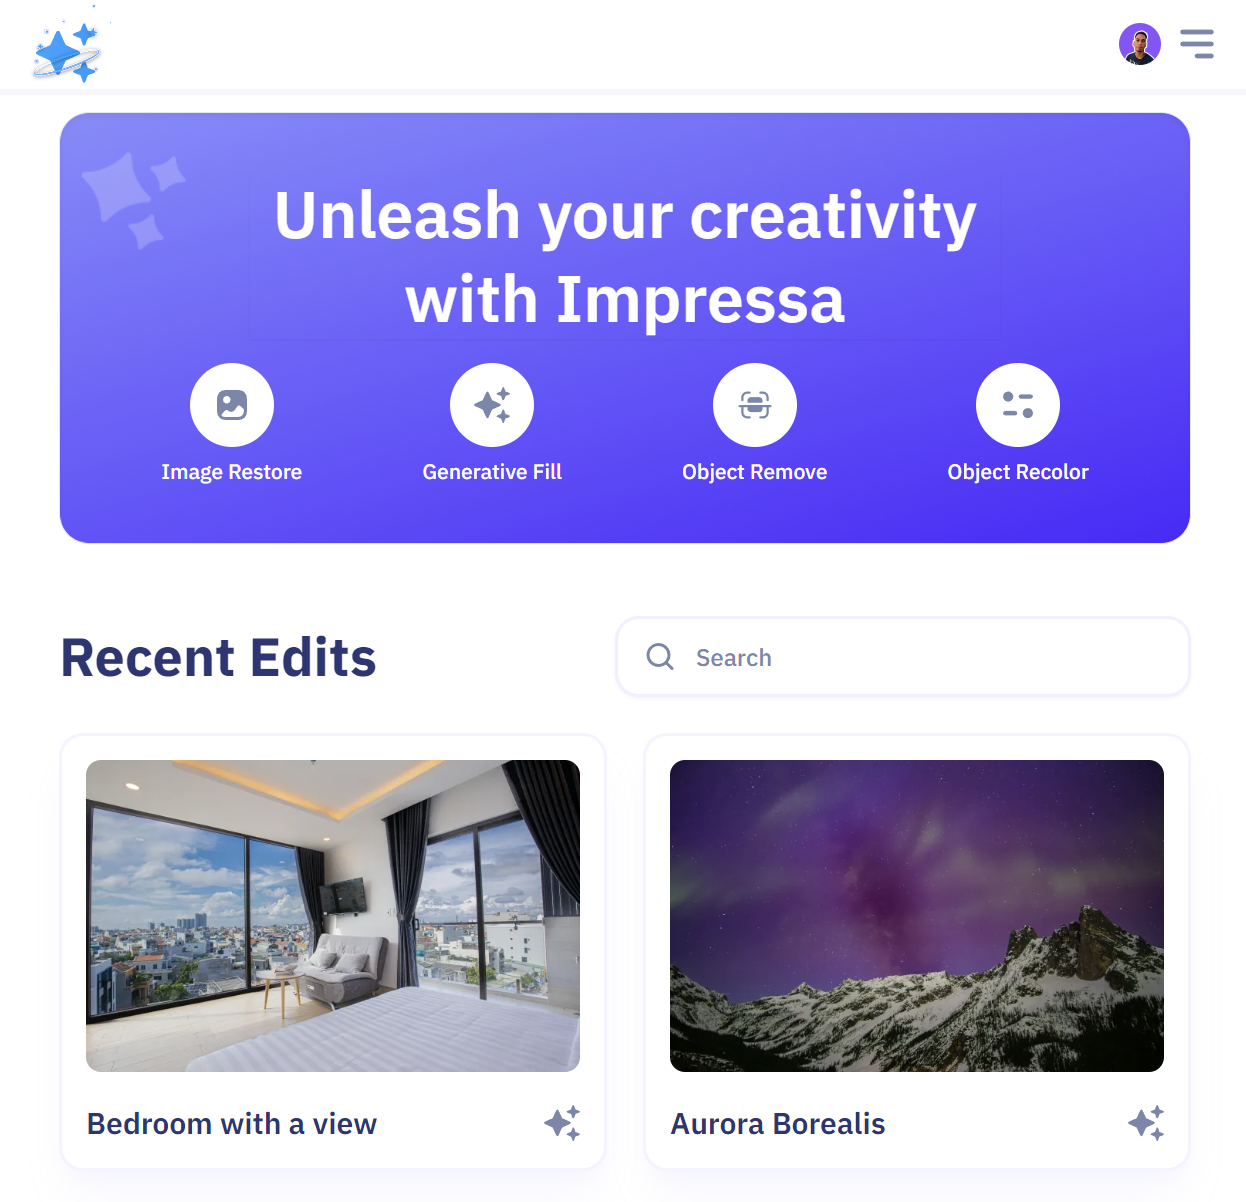 Unleash your creativity
with Impressa
Image Restore
Generative Fill
Object Remove
Object Recolor
Recent Edits
Search
Bedroom with a view
Aurora Borealis